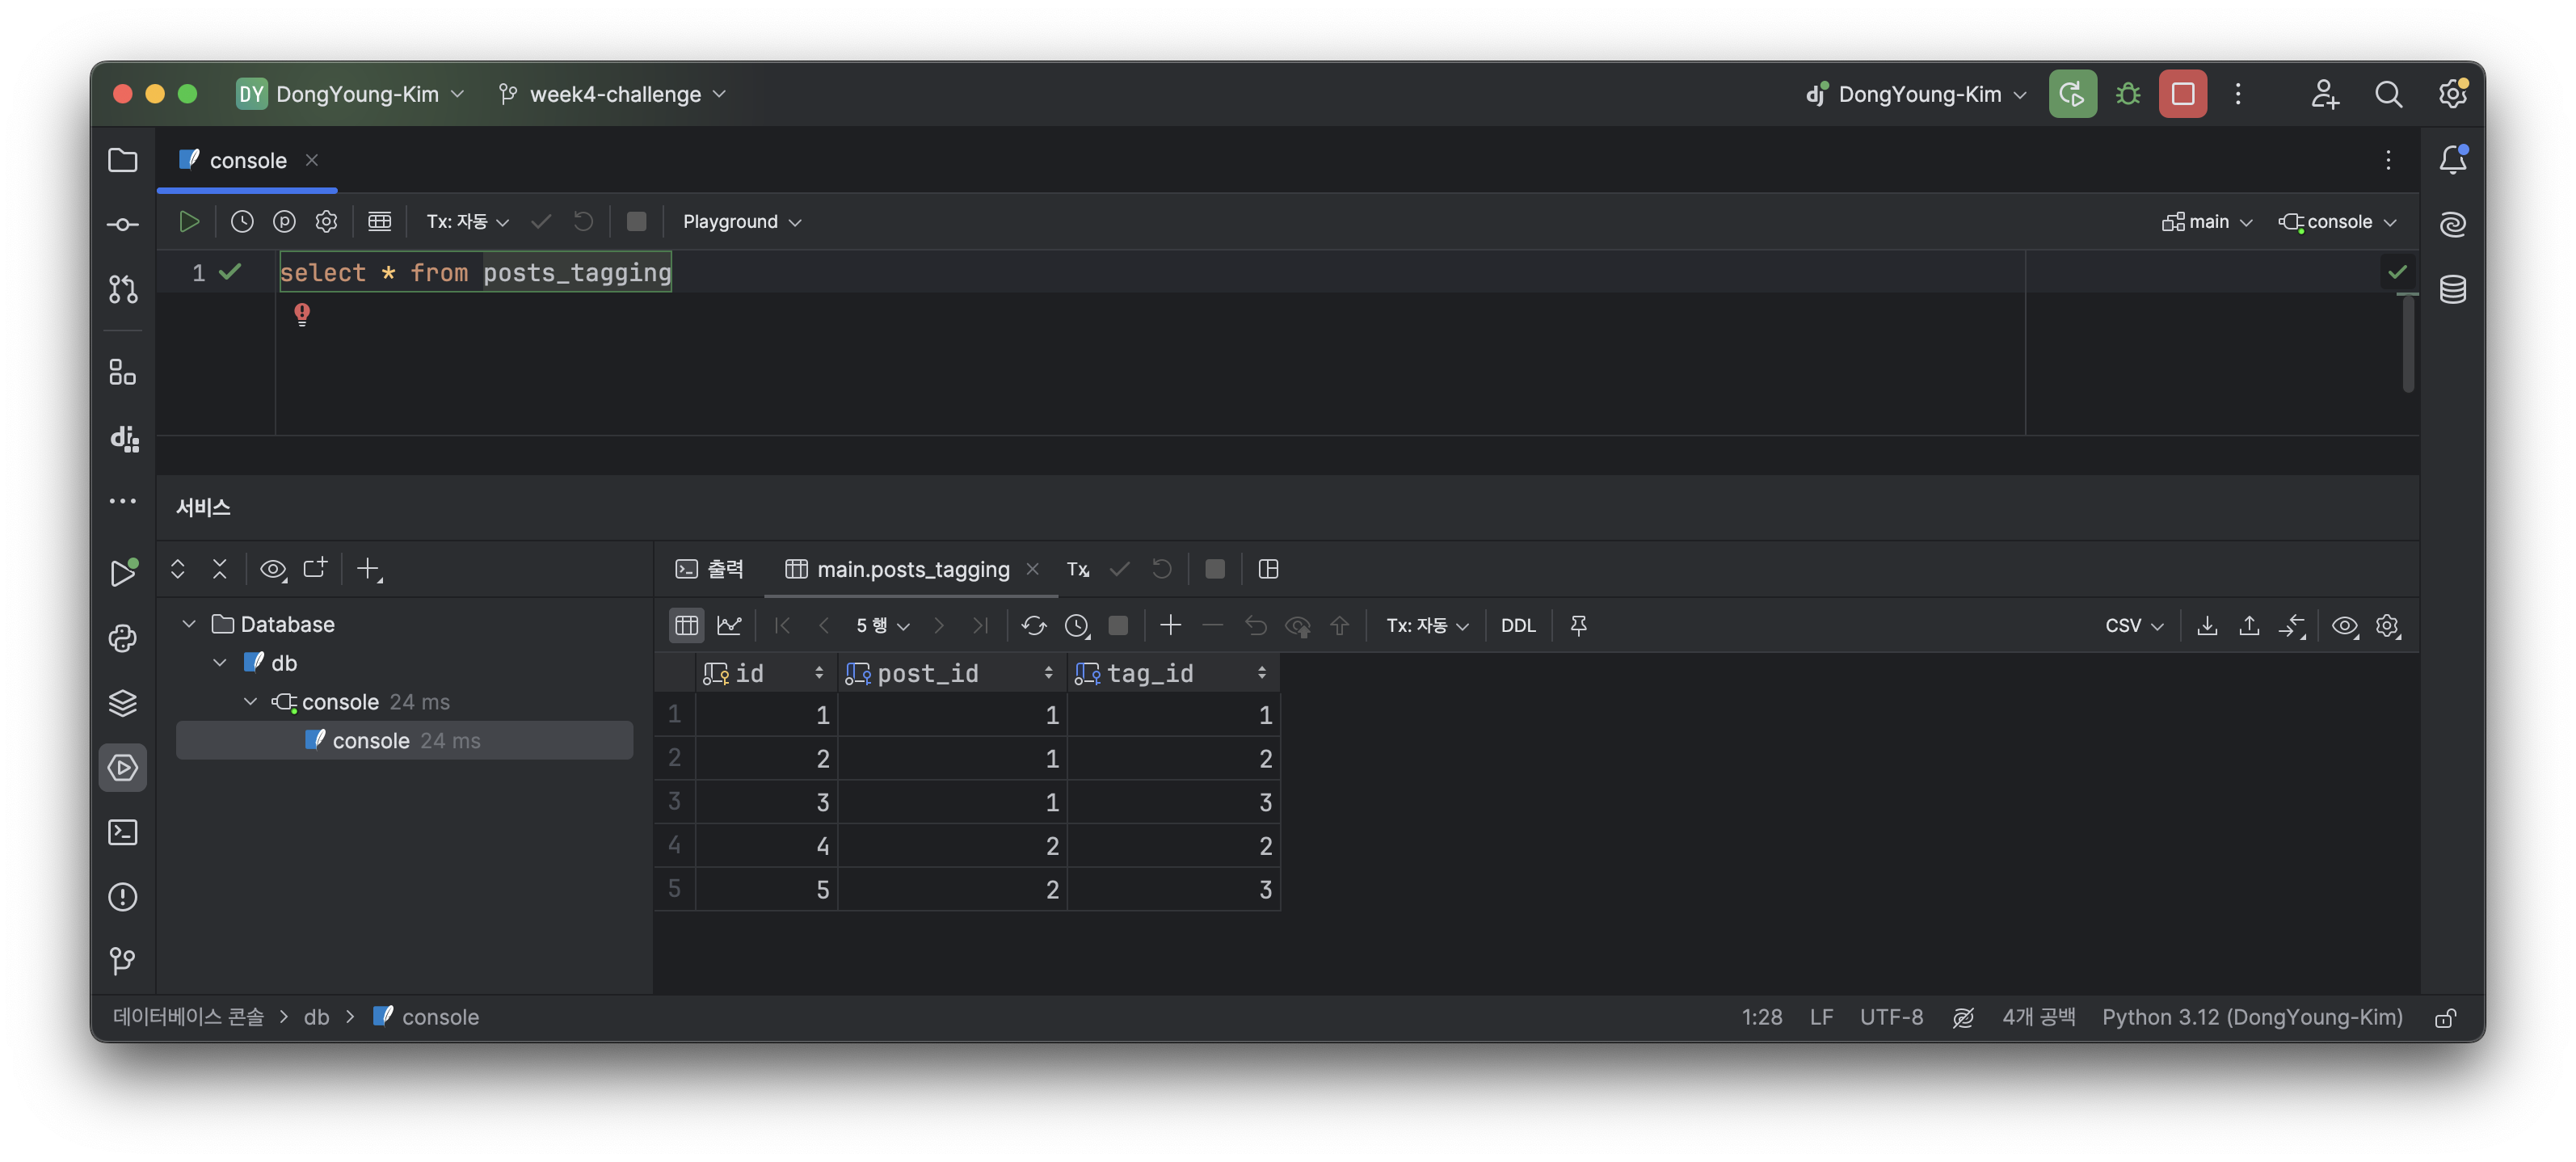 DY DongYoung-Kim week4-challenge dj DongYoung-Kim
console
Tx: 자동 Playground main console
1 select * from posts_tagging
서비스
출력 main.posts_tagging Tx
Database
db
console 24 ms
console 24 ms
5 행 Tx: 자동 DDL CSV
id post_id tag_id
1 1 1 1
2 2 1 2
3 3 1 3
4 4 2 2
5 5 2 3
데이터베이스 콘솔 > db > console 1:28 LF UTF-8 4개 공백 Python 3.12 (DongYoung-Kim)